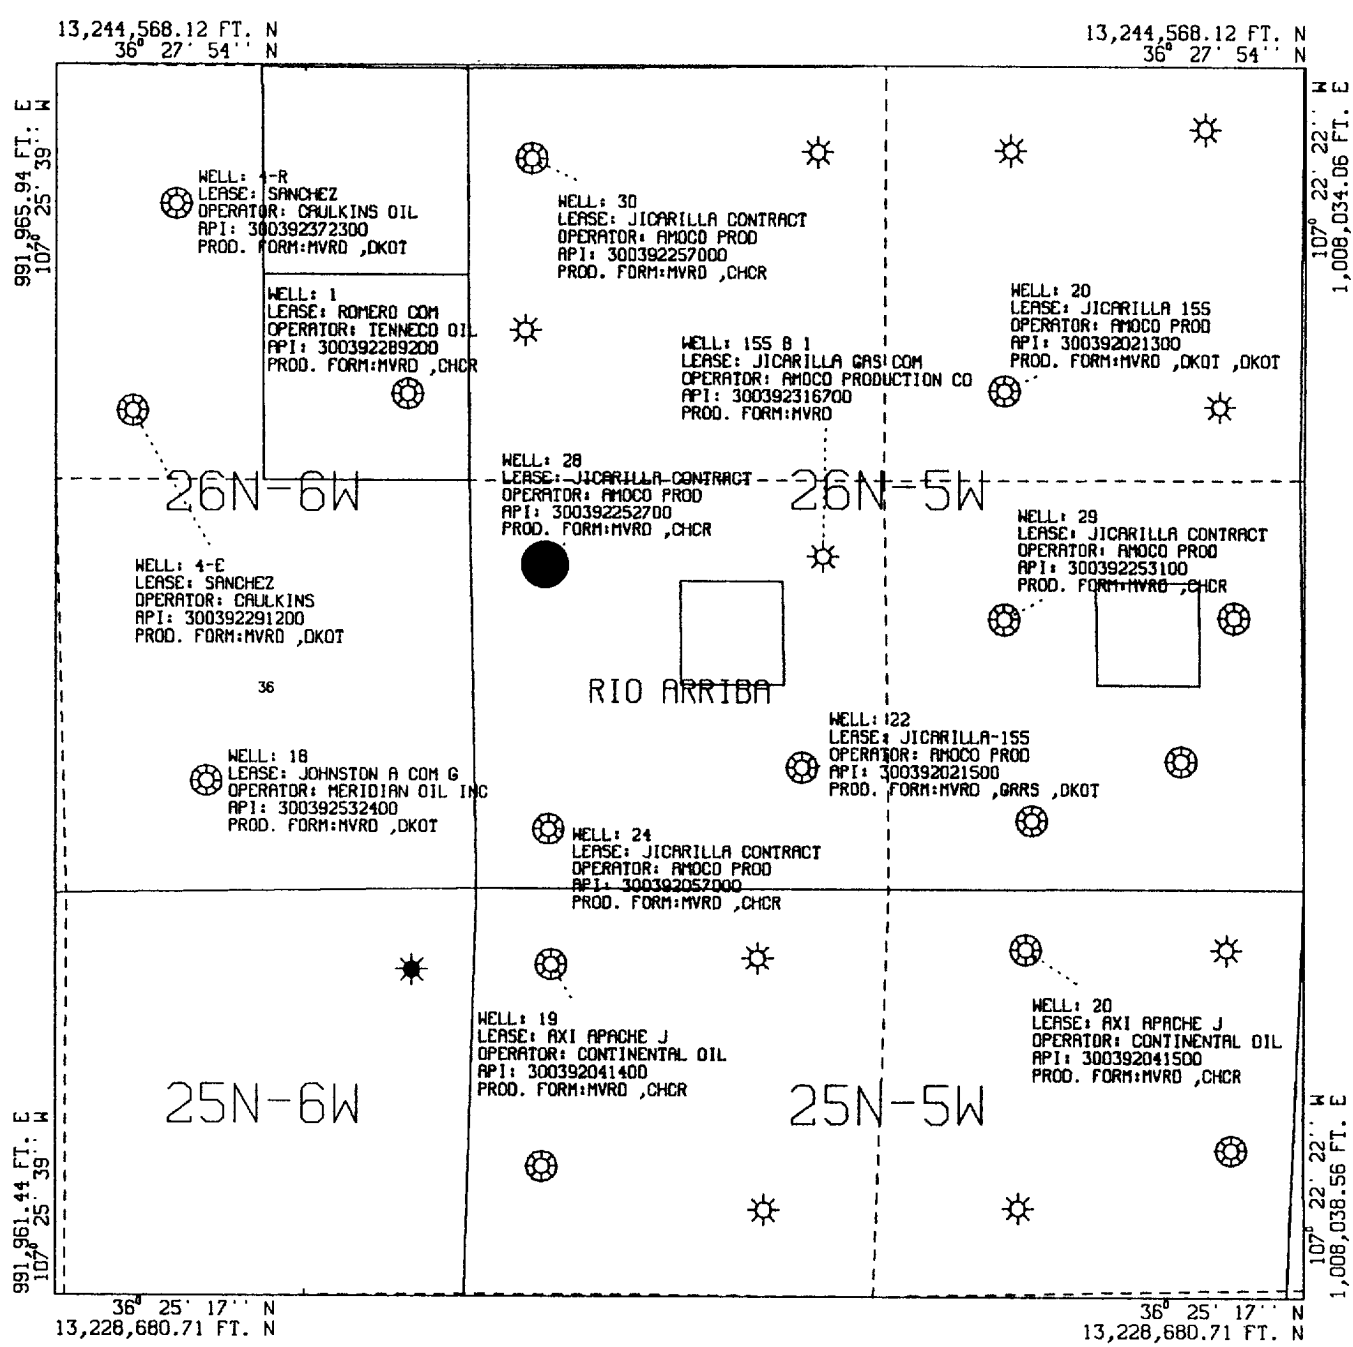 13,244,568.12 FT. N
36° 27' 54'' N
13,244,568.12 FT. N
36° 27' 54'' N
991,965.94 FT. E
107° 25' 39'' W
107° 22' 22'' W
1,008,034.06 FT. E
WELL: 4-R
LEASE: SANCHEZ
OPERATOR: CAULKINS OIL
API: 300392372300
PROD. FORM:MVRD ,DKOT
WELL: 30
LEASE: JICARILLA CONTRACT
OPERATOR: AMOCO PROD
API: 300392257000
PROD. FORM:MVRD ,CHCR
WELL: 1
LEASE: ROMERO COM
OPERATOR: TENNECO OIL
API: 300392289200
PROD. FORM:MVRD ,CHCR
WELL: 155 B 1
LEASE: JICARILLA GAS COM
OPERATOR: AMOCO PRODUCTION CO
API: 300392316700
PROD. FORM:MVRD
WELL: 20
LEASE: JICARILLA 155
OPERATOR: AMOCO PROD
API: 300392021300
PROD. FORM:MVRD ,DKOT ,DKOT
26N-6W
26N-5W
WELL: 28
LEASE: JICARILLA CONTRACT
OPERATOR: AMOCO PROD
API: 300392252700
PROD. FORM:MVRD ,CHCR
WELL: 29
LEASE: JICARILLA CONTRACT
OPERATOR: AMOCO PROD
API: 300392253100
PROD. FORM:MVRD ,CHCR
WELL: 4-E
LEASE: SANCHEZ
OPERATOR: CAULKINS
API: 300392291200
PROD. FORM:MVRD ,DKOT
36
RIO ARRIBA
WELL: 22
LEASE: JICARILLA-155
OPERATOR: AMOCO PROD
API: 300392021500
PROD. FORM:MVRD ,GRRS ,DKOT
WELL: 18
LEASE: JOHNSTON A COM G
OPERATOR: MERIDIAN OIL INC
API: 300392532400
PROD. FORM:MVRD ,DKOT
WELL: 24
LEASE: JICARILLA CONTRACT
OPERATOR: AMOCO PROD
API: 300392057000
PROD. FORM:MVRD ,CHCR
WELL: 19
LEASE: AXI APACHE J
OPERATOR: CONTINENTAL OIL
API: 300392041400
PROD. FORM:MVRD ,CHCR
WELL: 20
LEASE: AXI APACHE J
OPERATOR: CONTINENTAL OIL
API: 300392041500
PROD. FORM:MVRD ,CHCR
25N-6W
25N-5W
991,961.44 FT. E
107° 25' 39'' W
107° 22' 22'' W
1,008,038.56 FT. E
36° 25' 17'' N
13,228,680.71 FT. N
36° 25' 17'' N
13,228,680.71 FT. N